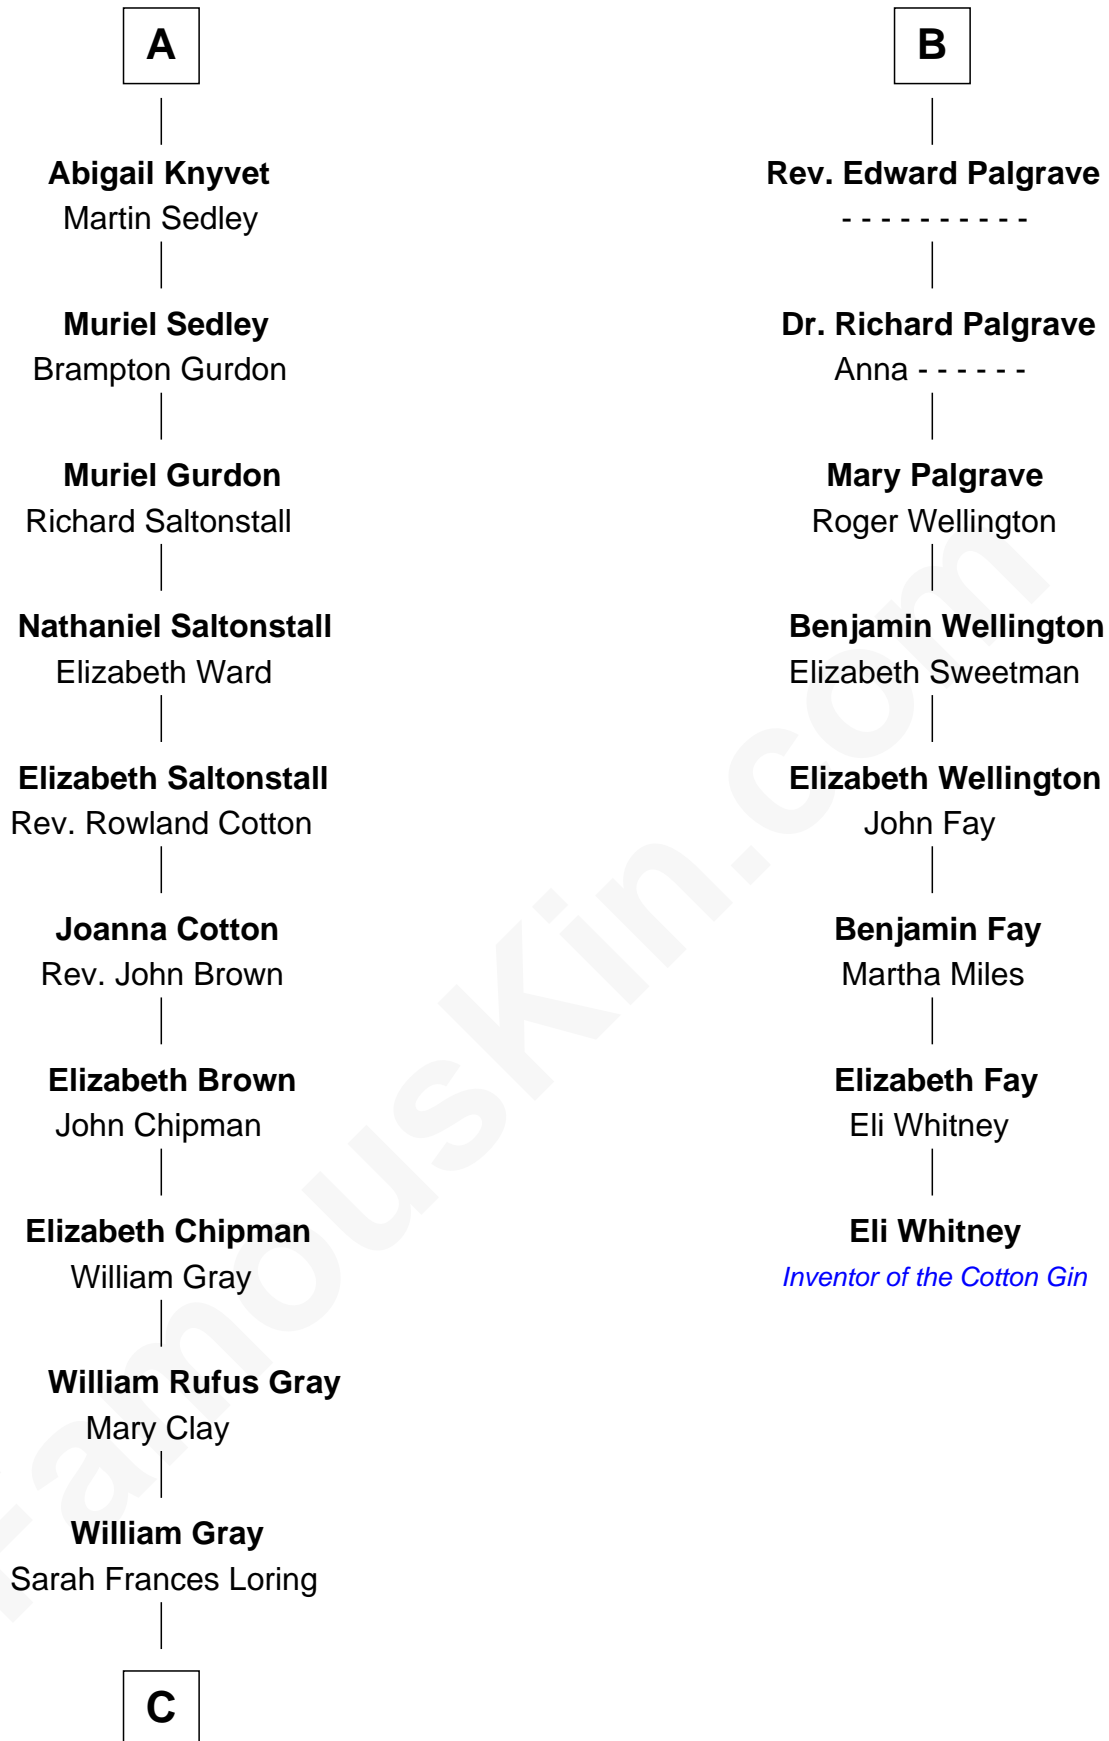 A
Abigail Knyvet
Martin Sedley
Muriel Sedley
Brampton Gurdon
Muriel Gurdon
Richard Saltonstall
Nathaniel Saltonstall
Elizabeth Ward
Elizabeth Saltonstall
Rev. Rowland Cotton
Joanna Cotton
Rev. John Brown
Elizabeth Brown
John Chipman
Elizabeth Chipman
William Gray
William Rufus Gray
Mary Clay
William Gray
Sarah Frances Loring
C
B
Rev. Edward Palgrave
- - - - - - - - - -
Dr. Richard Palgrave
Anna - - - - - -
Mary Palgrave
Roger Wellington
Benjamin Wellington
Elizabeth Sweetman
Elizabeth Wellington
John Fay
Benjamin Fay
Martha Miles
Elizabeth Fay
Eli Whitney
Eli Whitney
Inventor of the Cotton Gin
FamousKin.com